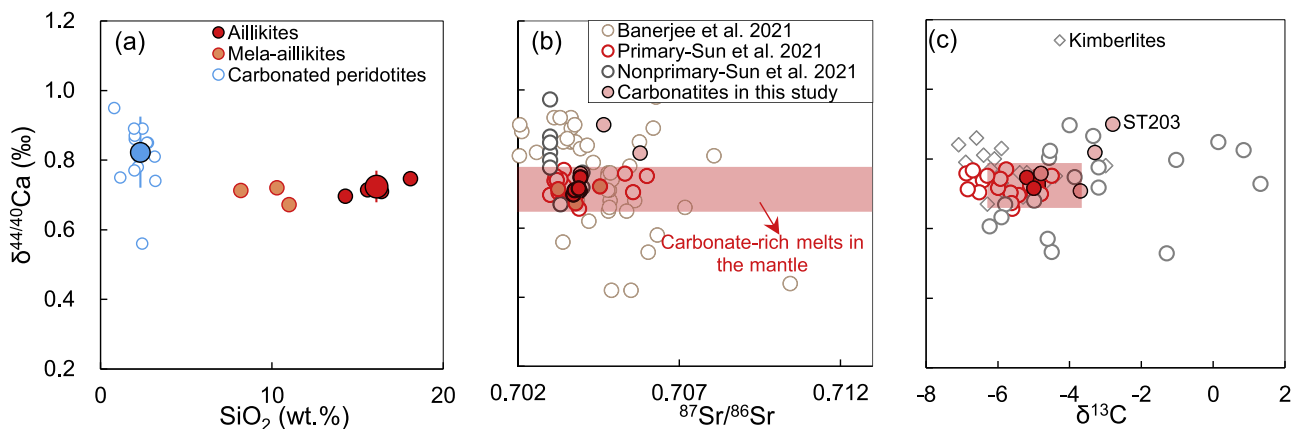 (a)
Aillikites
Mela-aillikites
Carbonated peridotites
δ⁴⁴/⁴⁰Ca (‰)
1.2
1.0
0.8
0.6
0.4
0.2
0
10
20
SiO₂ (wt.%)
(b)
Banerjee et al. 2021
Primary-Sun et al. 2021
Nonprimary-Sun et al. 2021
Carbonatites in this study
Carbonate-rich melts in
the mantle
0.702
0.707
0.712
⁸⁷Sr/⁸⁶Sr
(c)
Kimberlites
ST203
-8
-6
-4
-2
0
2
δ¹³C